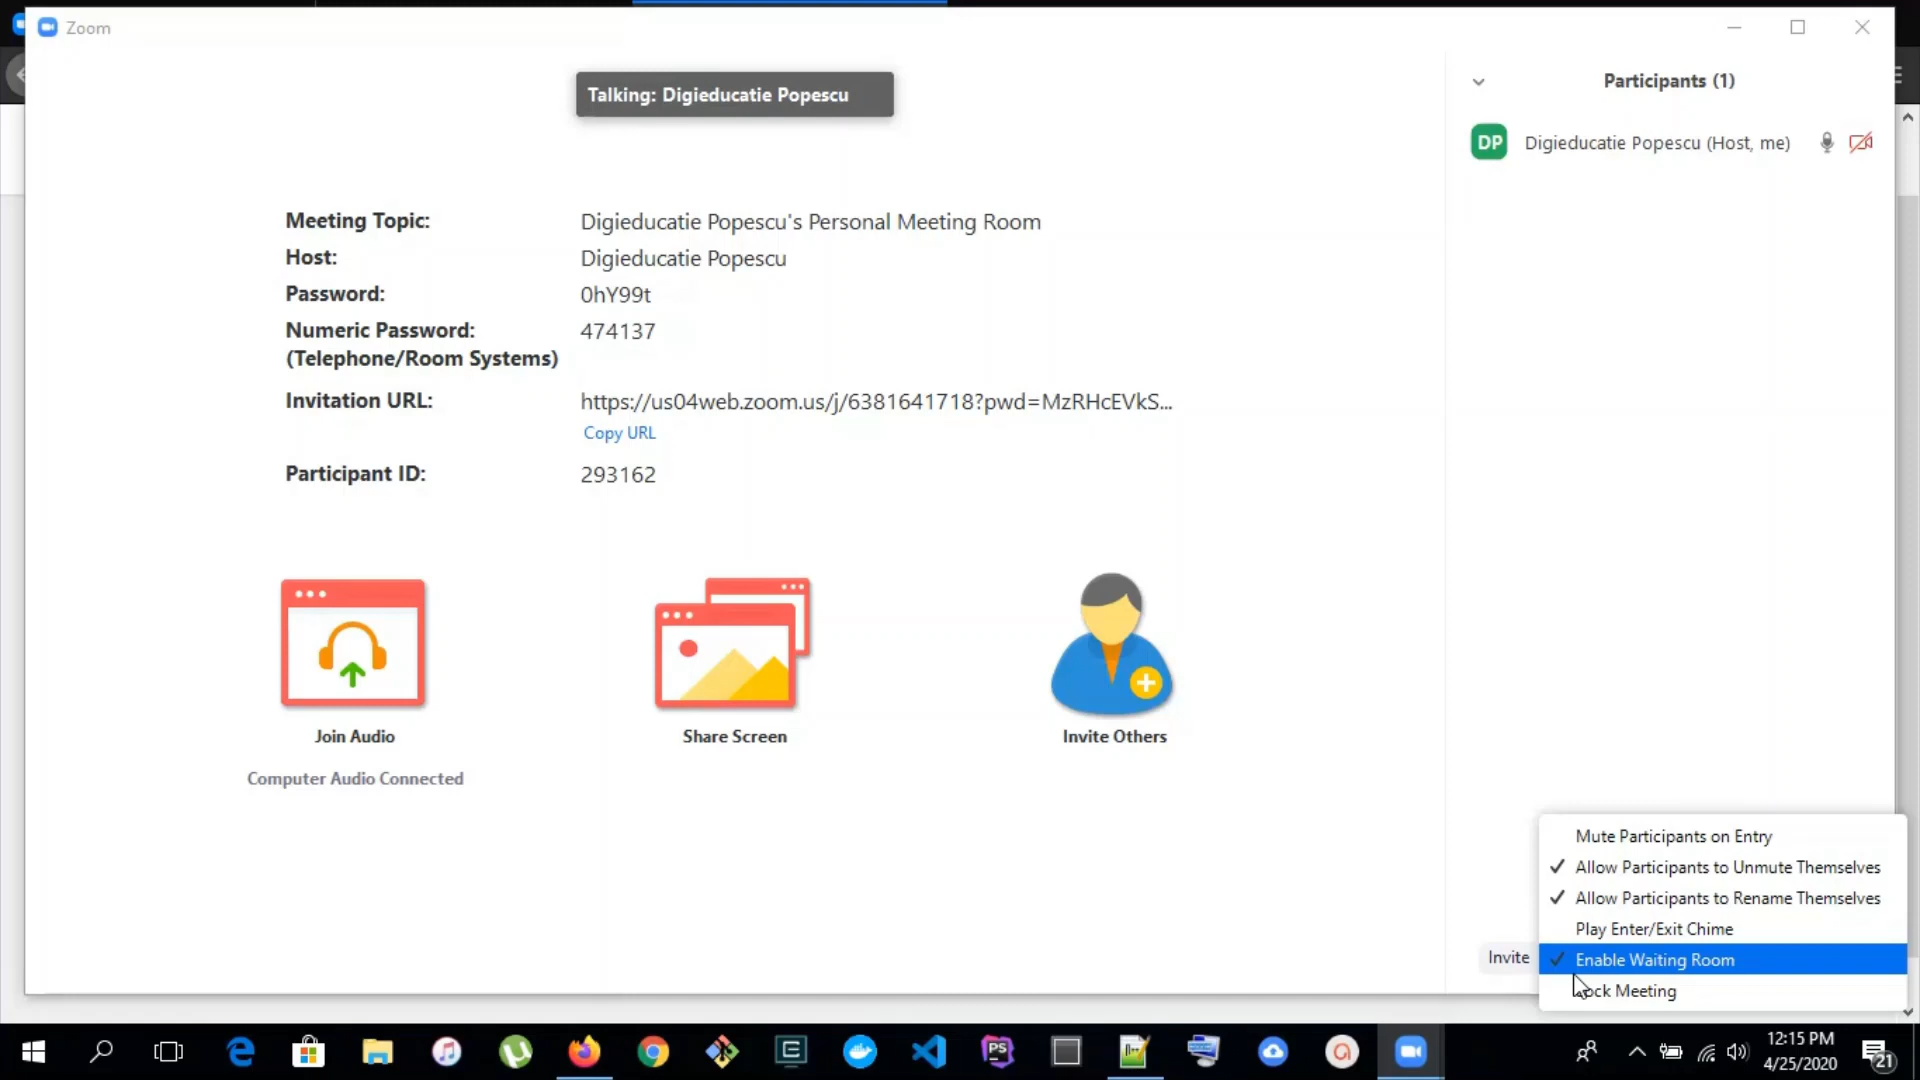 Zoom
Talking: Digieducatie Popescu
Participants (1)
DP Digieducatie Popescu (Host, me)
Meeting Topic: Digieducatie Popescu's Personal Meeting Room
Host: Digieducatie Popescu
Password: 0hY99t
Numeric Password: 474137
(Telephone/Room Systems)
Invitation URL: https://us04web.zoom.us/j/6381641718?pwd=MzRHcEVkS...
Copy URL
Participant ID: 293162
Join Audio
Share Screen
Invite Others
Computer Audio Connected
Mute Participants on Entry
Allow Participants to Unmute Themselves
Allow Participants to Rename Themselves
Play Enter/Exit Chime
Invite
Enable Waiting Room
ock Meeting
PS
12:15 PM
4/25/2020
21